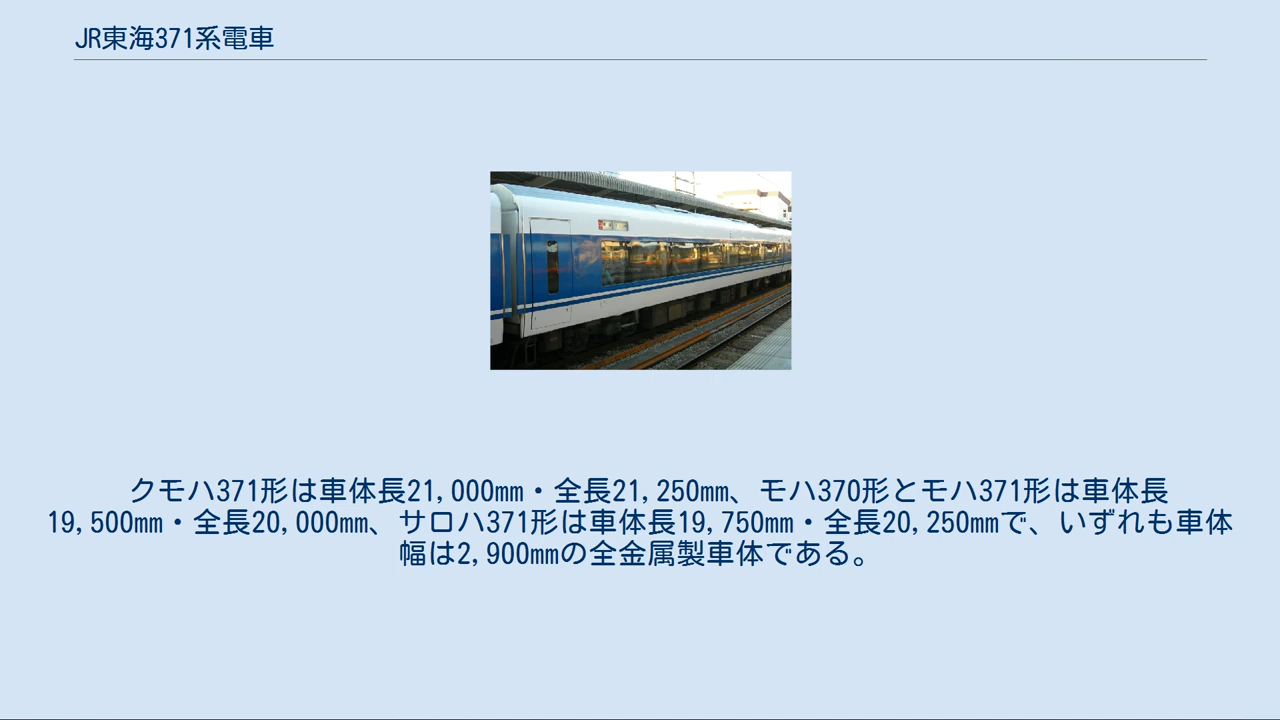 JR東海371系電車
クモハ371形は車体長21,000㎜・全長21,250㎜、モハ370形とモハ371形は車体長
19,500㎜・全長20,000㎜、サロハ371形は車体長19,750㎜・全長20,250㎜で、いずれも車体
幅は2,900㎜の全金属製車体である。